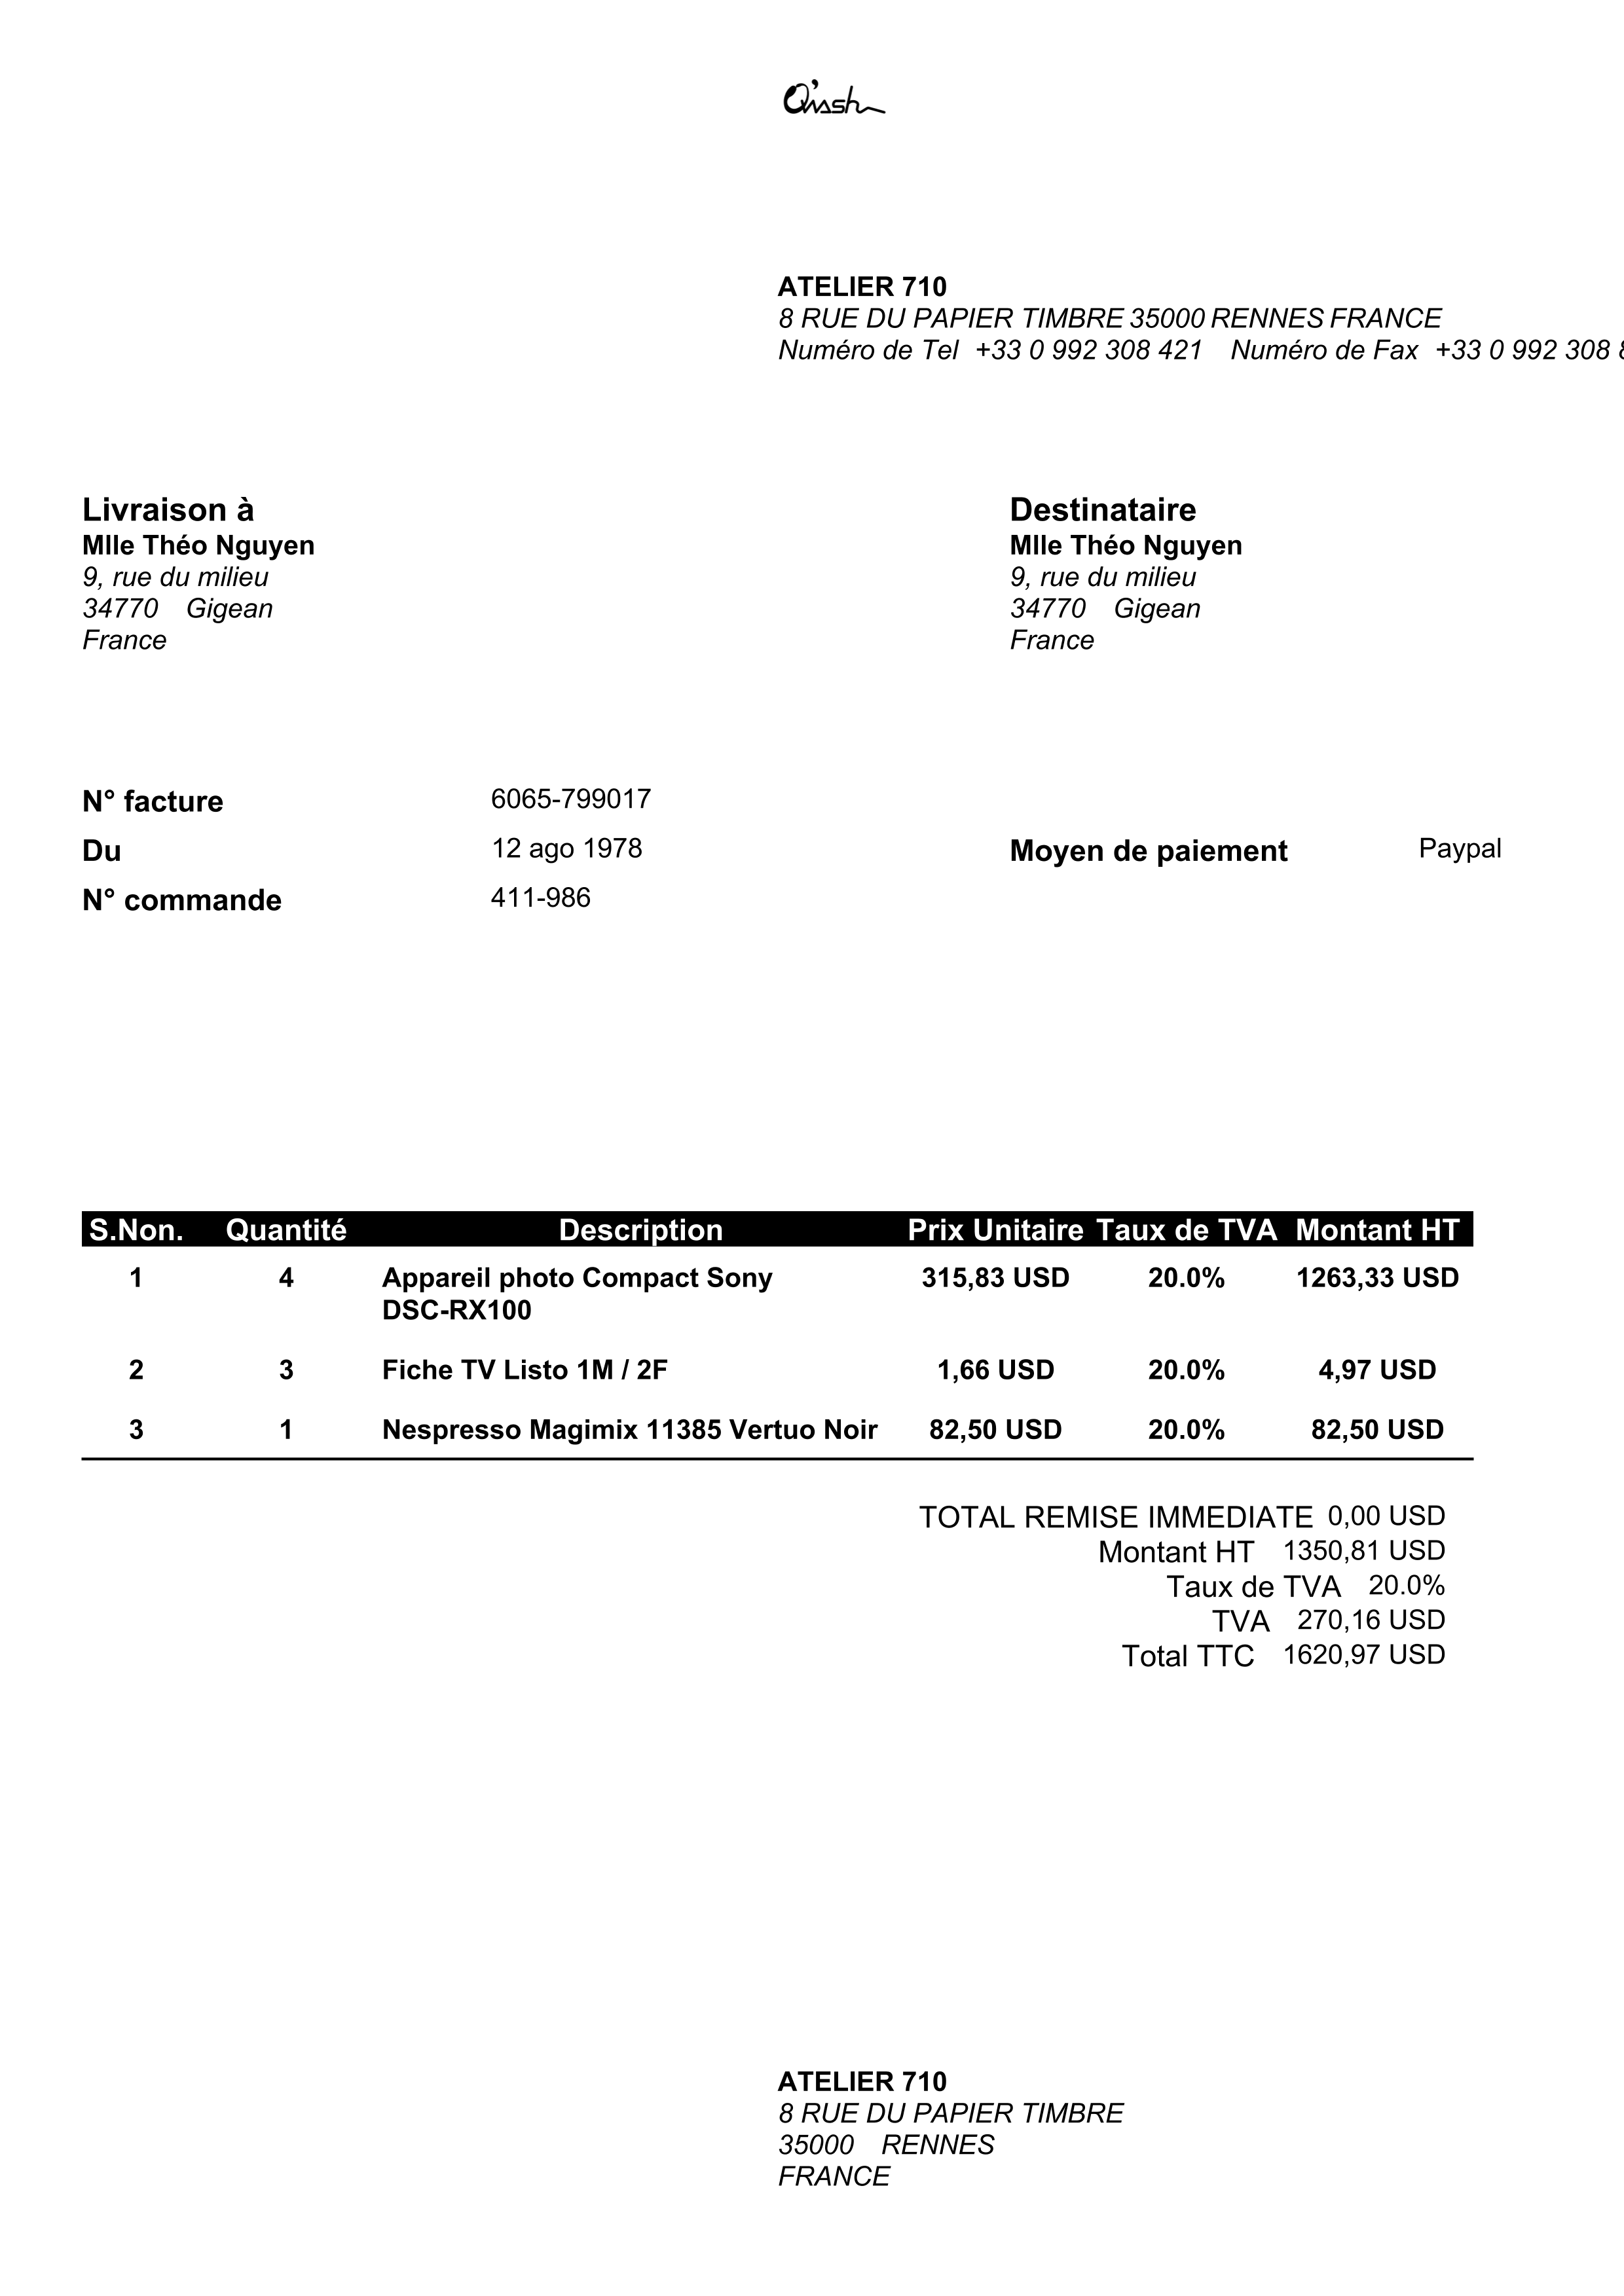 O'wash
ATELIER 710
8 RUE DU PAPIER TIMBRE 35000 RENNES FRANCE
Numéro de Tel +33 0 992 308 421 Numéro de Fax +33 0 992 308
Livraison à
Mlle Théo Nguyen
9, rue du milieu
34770 Gigean
France
Destinataire
Mlle Théo Nguyen
9, rue du milieu
34770 Gigean
France
N° facture 6065-799017
Du 12 ago 1978 Moyen de paiement Paypal
N° commande 411-986
S.Non. Quantité Description Prix Unitaire Taux de TVA Montant HT
1 4 Appareil photo Compact Sony 315,83 USD 20.0% 1263,33 USD
DSC-RX100
2 3 Fiche TV Listo 1M / 2F 1,66 USD 20.0% 4,97 USD
3 1 Nespresso Magimix 11385 Vertuo Noir 82,50 USD 20.0% 82,50 USD
TOTAL REMISE IMMEDIATE 0,00 USD
Montant HT 1350,81 USD
Taux de TVA 20.0%
TVA 270,16 USD
Total TTC 1620,97 USD
ATELIER 710
8 RUE DU PAPIER TIMBRE
35000 RENNES
FRANCE